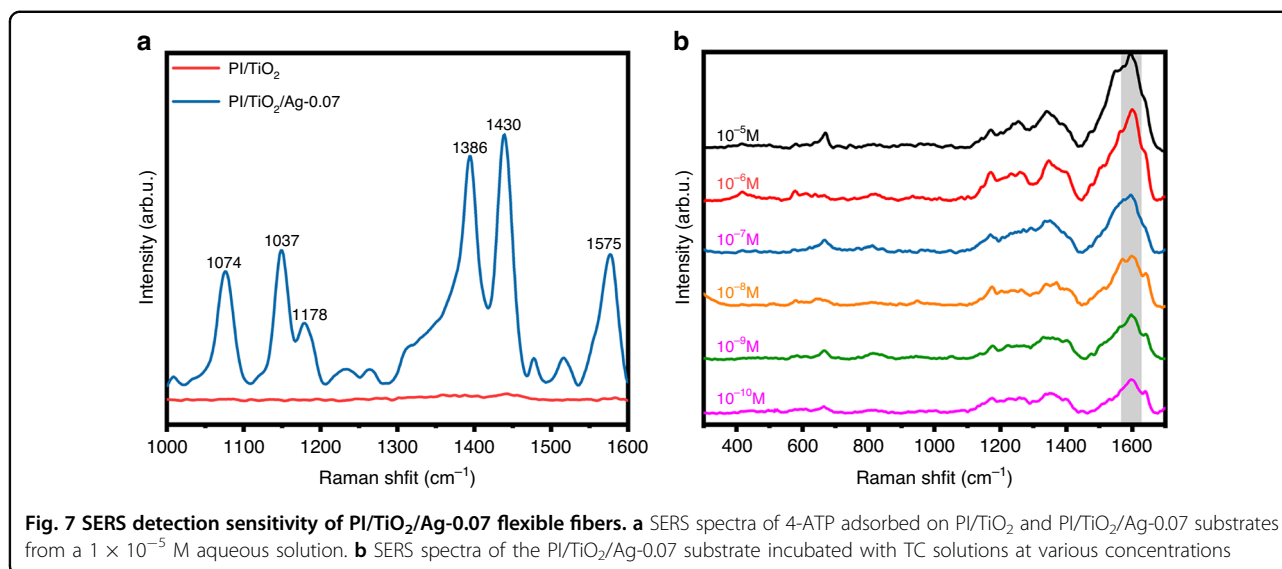 a
PI/TiO₂
PI/TiO₂/Ag-0.07
1074
1037
1178
1386
1430
1575
Intensity (arb.u.)
1000 1100 1200 1300 1400 1500 1600
Raman shfit (cm⁻¹)
b
10⁻⁵M
10⁻⁶M
10⁻⁷M
10⁻⁸M
10⁻⁹M
10⁻¹⁰M
Intensity (arb.u.)
400 600 800 1000 1200 1400 1600
Raman shfit (cm⁻¹)
Fig. 7 SERS detection sensitivity of PI/TiO₂/Ag-0.07 flexible fibers. a SERS spectra of 4-ATP adsorbed on PI/TiO₂ and PI/TiO₂/Ag-0.07 substrates
from a 1 × 10⁻⁵ M aqueous solution. b SERS spectra of the PI/TiO₂/Ag-0.07 substrate incubated with TC solutions at various concentrations